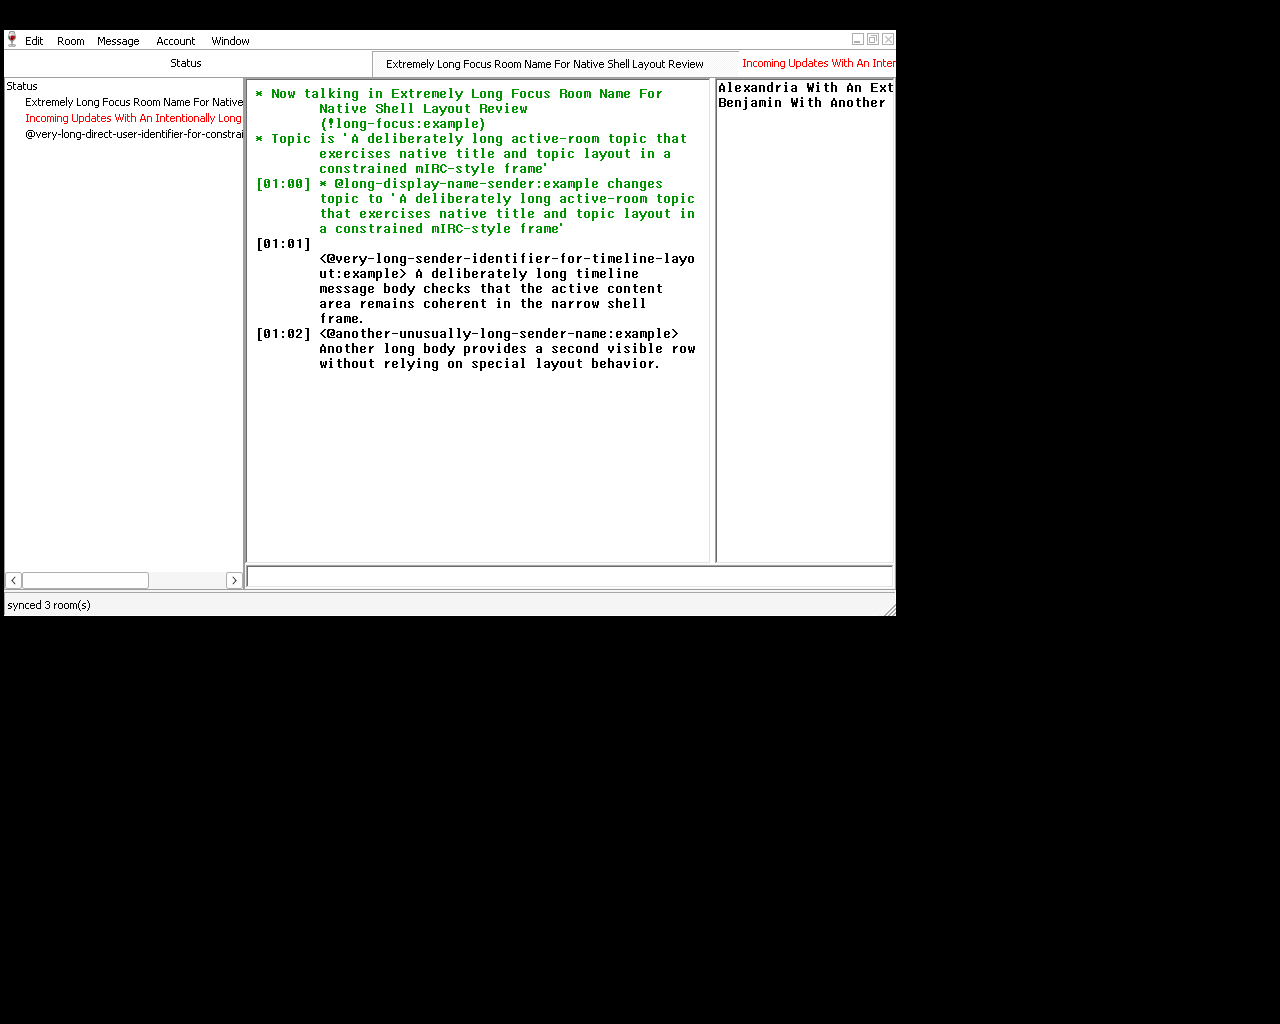 Edit Room Message Account Window
Status Extremely Long Focus Room Name For Native Shell Layout Review Incoming Updates With An Inter
Status
Extremely Long Focus Room Name For Native
Incoming Updates With An Intentionally Long
@very-long-direct-user-identifier-for-constrai
* Now talking in Extremely Long Focus Room Name For
Native Shell Layout Review
(!long-focus:example)
* Topic is 'A deliberately long active-room topic that
exercises native title and topic layout in a
constrained mIRC-style frame'
[01:00] * @long-display-name-sender:example changes
topic to 'A deliberately long active-room topic
that exercises native title and topic layout in
a constrained mIRC-style frame'
[01:01]
<@very-long-sender-identifier-for-timeline-layo
ut:example> A deliberately long timeline
message body checks that the active content
area remains coherent in the narrow shell
frame.
[01:02] <@another-unusually-long-sender-name:example>
Another long body provides a second visible row
without relying on special layout behavior.
Alexandria With An Ext
Benjamin With Another
synced 3 room(s)